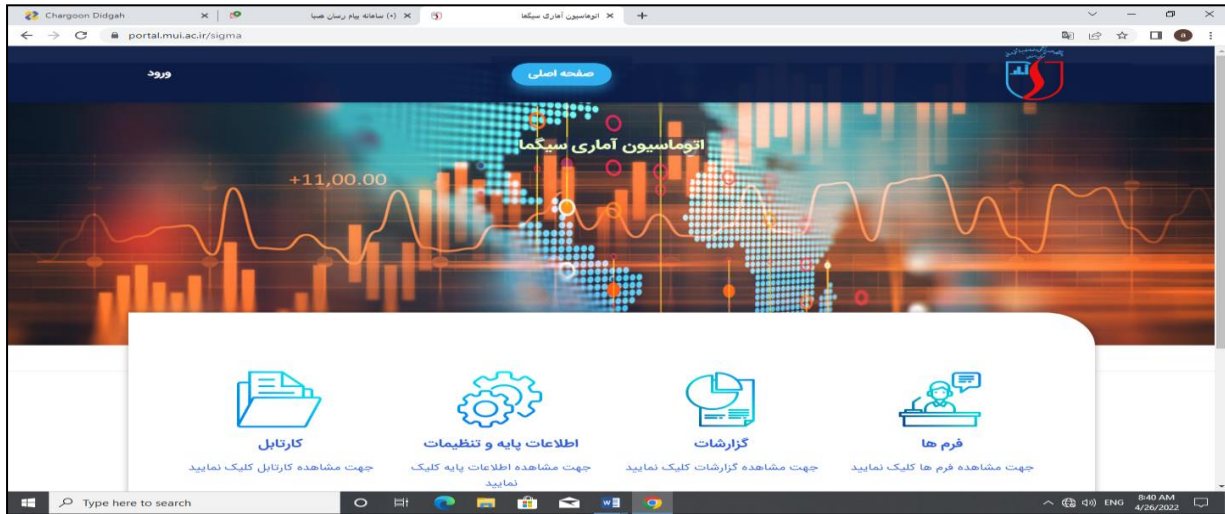 Chargoon Didgah
(۰) سامانه پیام رسان صبا
اتوماسیون آماری سیگما
portal.mui.ac.ir/sigma
a
صفحه اصلی
ورود
اتوماسیون آماری سیگما
+11,00.00
فرم ها
گزارشات
اطلاعات پایه و تنظیمات
کارتابل
جهت مشاهده فرم ها کلیک نمایید
جهت مشاهده گزارشات کلیک نمایید
جهت مشاهده اطلاعات پایه کلیک
نمایید
جهت مشاهده کارتابل کلیک نمایید
Type here to search
ENG
8:40 AM
4/26/2022